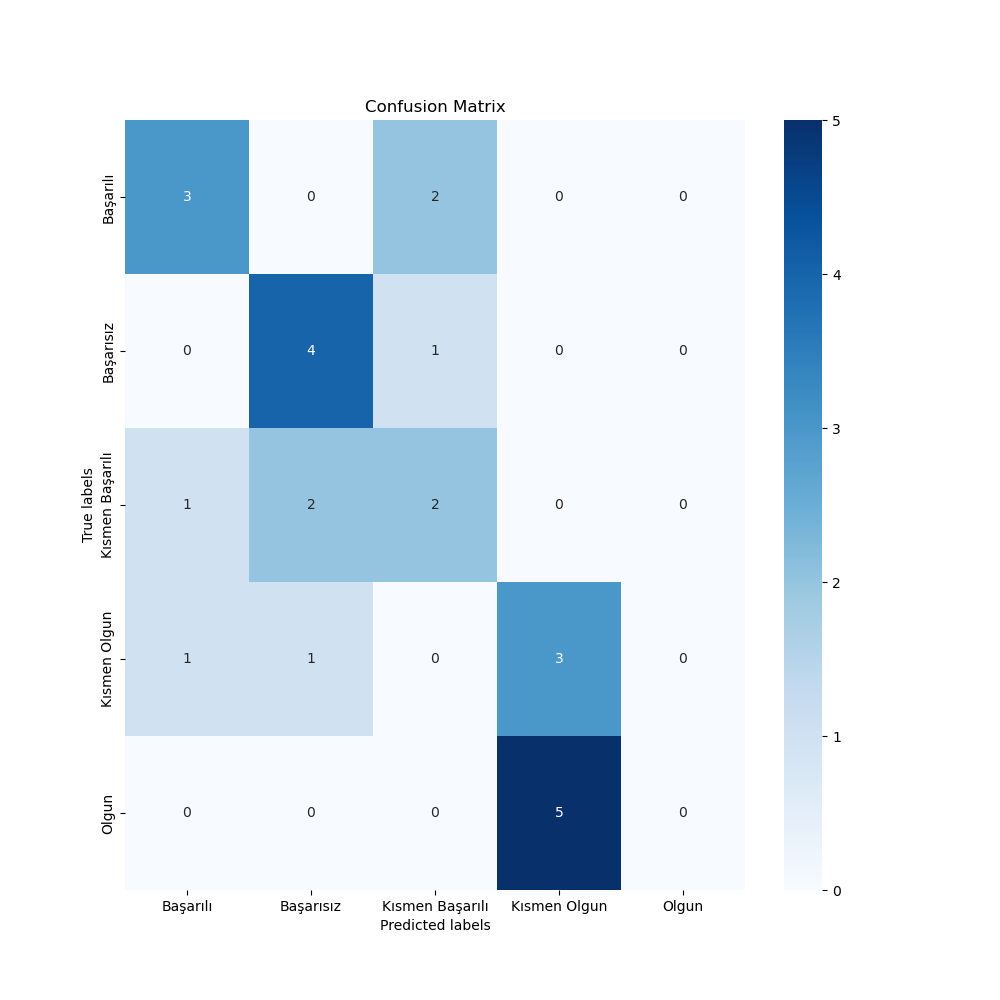 Confusion Matrix
Başarılı
3 0 2 0 0
Başarısız
0 4 1 0 0
True labels
Kısmen Başarılı
1 2 2 0 0
Kısmen Olgun
1 1 0 3 0
Olgun
0 0 0 5 0
Başarılı Başarısız Kısmen Başarılı Kısmen Olgun Olgun
Predicted labels
5
4
3
2
1
0